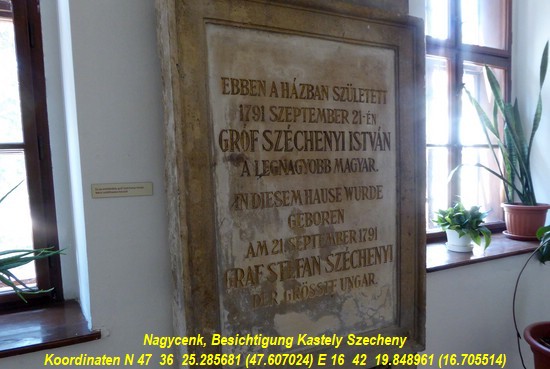 EBBEN A HÁZBAN SZÜLETETT
1791 SZEPTEMBER 21-ÉN
GRÓF SZÉCHENYI ISTVÁN
A LEGNAGYOBB MAGYAR.
IN DIESEM HAUSE WURDE
GEBOREN
AM 21 SEPTEMBER 1791
GRAF STEFAN SZÉCHENYI
DER GRÖSSTE UNGAR.
Nagycenk, Besichtigung Kastely Szecheny
Koordinaten N 47 36 25.285681 (47.607024) E 16 42 19.848961 (16.705514)